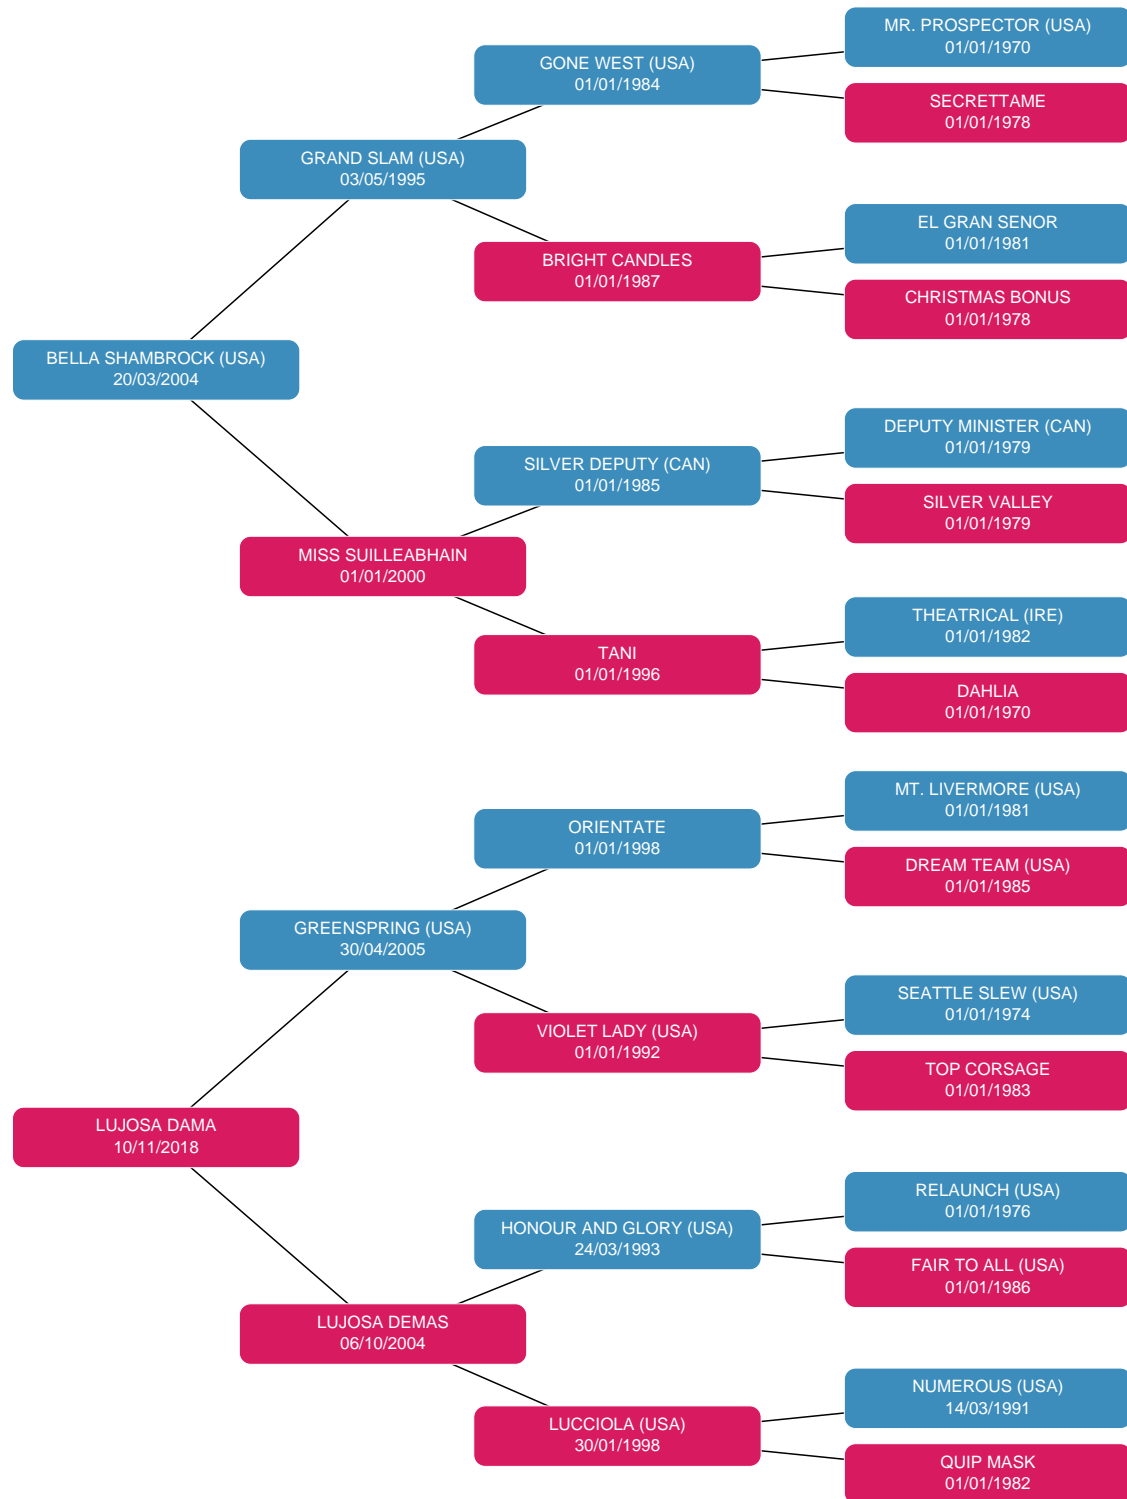 MR. PROSPECTOR (USA)
01/01/1970
GONE WEST (USA)
01/01/1984
SECRETTAME
01/01/1978
GRAND SLAM (USA)
03/05/1995
EL GRAN SENOR
01/01/1981
BRIGHT CANDLES
01/01/1987
CHRISTMAS BONUS
01/01/1978
BELLA SHAMBROCK (USA)
20/03/2004
DEPUTY MINISTER (CAN)
01/01/1979
SILVER DEPUTY (CAN)
01/01/1985
SILVER VALLEY
01/01/1979
MISS SUILLEABHAIN
01/01/2000
THEATRICAL (IRE)
01/01/1982
TANI
01/01/1996
DAHLIA
01/01/1970
MT. LIVERMORE (USA)
01/01/1981
ORIENTATE
01/01/1998
DREAM TEAM (USA)
01/01/1985
GREENSPRING (USA)
30/04/2005
SEATTLE SLEW (USA)
01/01/1974
VIOLET LADY (USA)
01/01/1992
TOP CORSAGE
01/01/1983
LUJOSA DAMA
10/11/2018
RELAUNCH (USA)
01/01/1976
HONOUR AND GLORY (USA)
24/03/1993
FAIR TO ALL (USA)
01/01/1986
LUJOSA DEMAS
06/10/2004
NUMEROUS (USA)
14/03/1991
LUCCIOLA (USA)
30/01/1998
QUIP MASK
01/01/1982